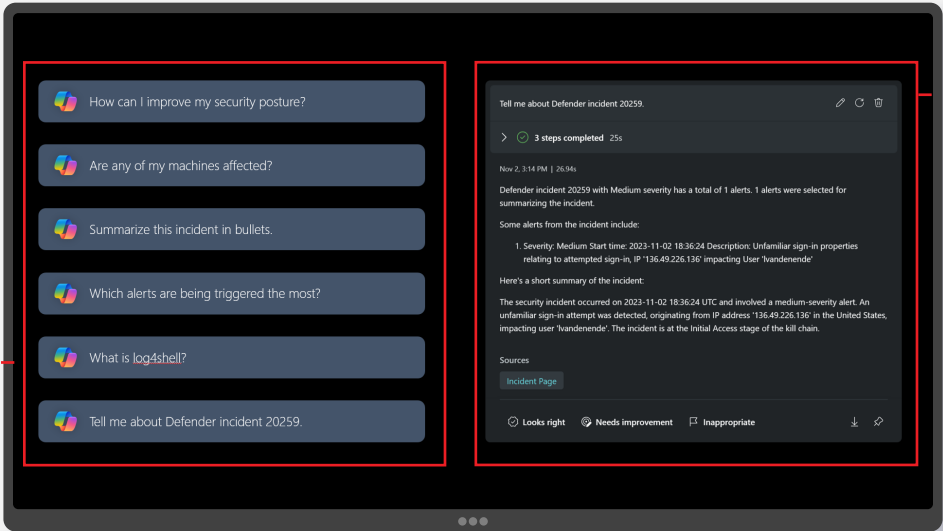 How can I improve my security posture?
Are any of my machines affected?
Summarize this incident in bullets.
Which alerts are being triggered the most?
What is log4shell?
Tell me about Defender incident 20259.
Tell me about Defender incident 20259.
3 steps completed 25s
Nov 2, 3:14 PM | 26.94s
Defender incident 20259 with Medium severity has a total of 1 alerts. 1 alerts were selected for
summarizing the incident.
Some alerts from the incident include:
1. Severity: Medium Start time: 2023-11-02 18:36:24 Description: Unfamiliar sign-in properties
relating to attempted sign-in, IP '136.49.226.136' impacting User 'lvandenende'
Here's a short summary of the incident:
The security incident occurred on 2023-11-02 18:36:24 UTC and involved a medium-severity alert. An
unfamiliar sign-in attempt was detected, originating from IP address '136.49.226.136' in the United States,
impacting user 'lvandenende'. The incident is at the Initial Access stage of the kill chain.
Sources
Incident Page
Looks right Needs improvement Inappropriate